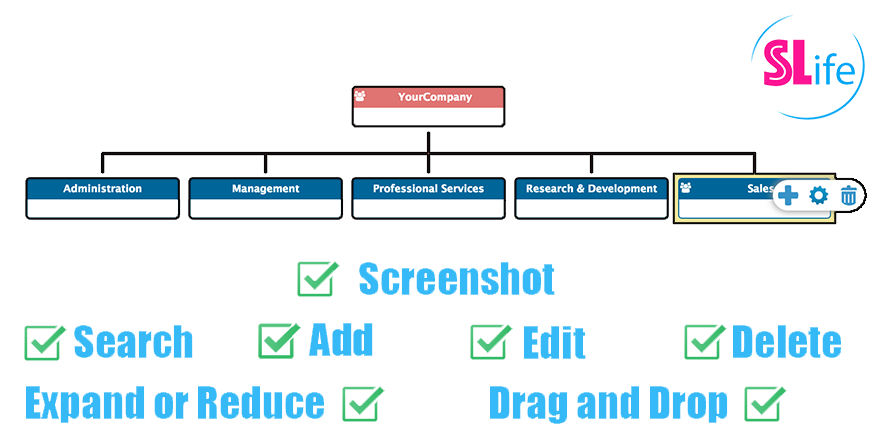 SLife
YourCompany
Administration
Management
Professional Services
Research & Development
Sales
Screenshot
Search
Add
Edit
Delete
Expand or Reduce
Drag and Drop